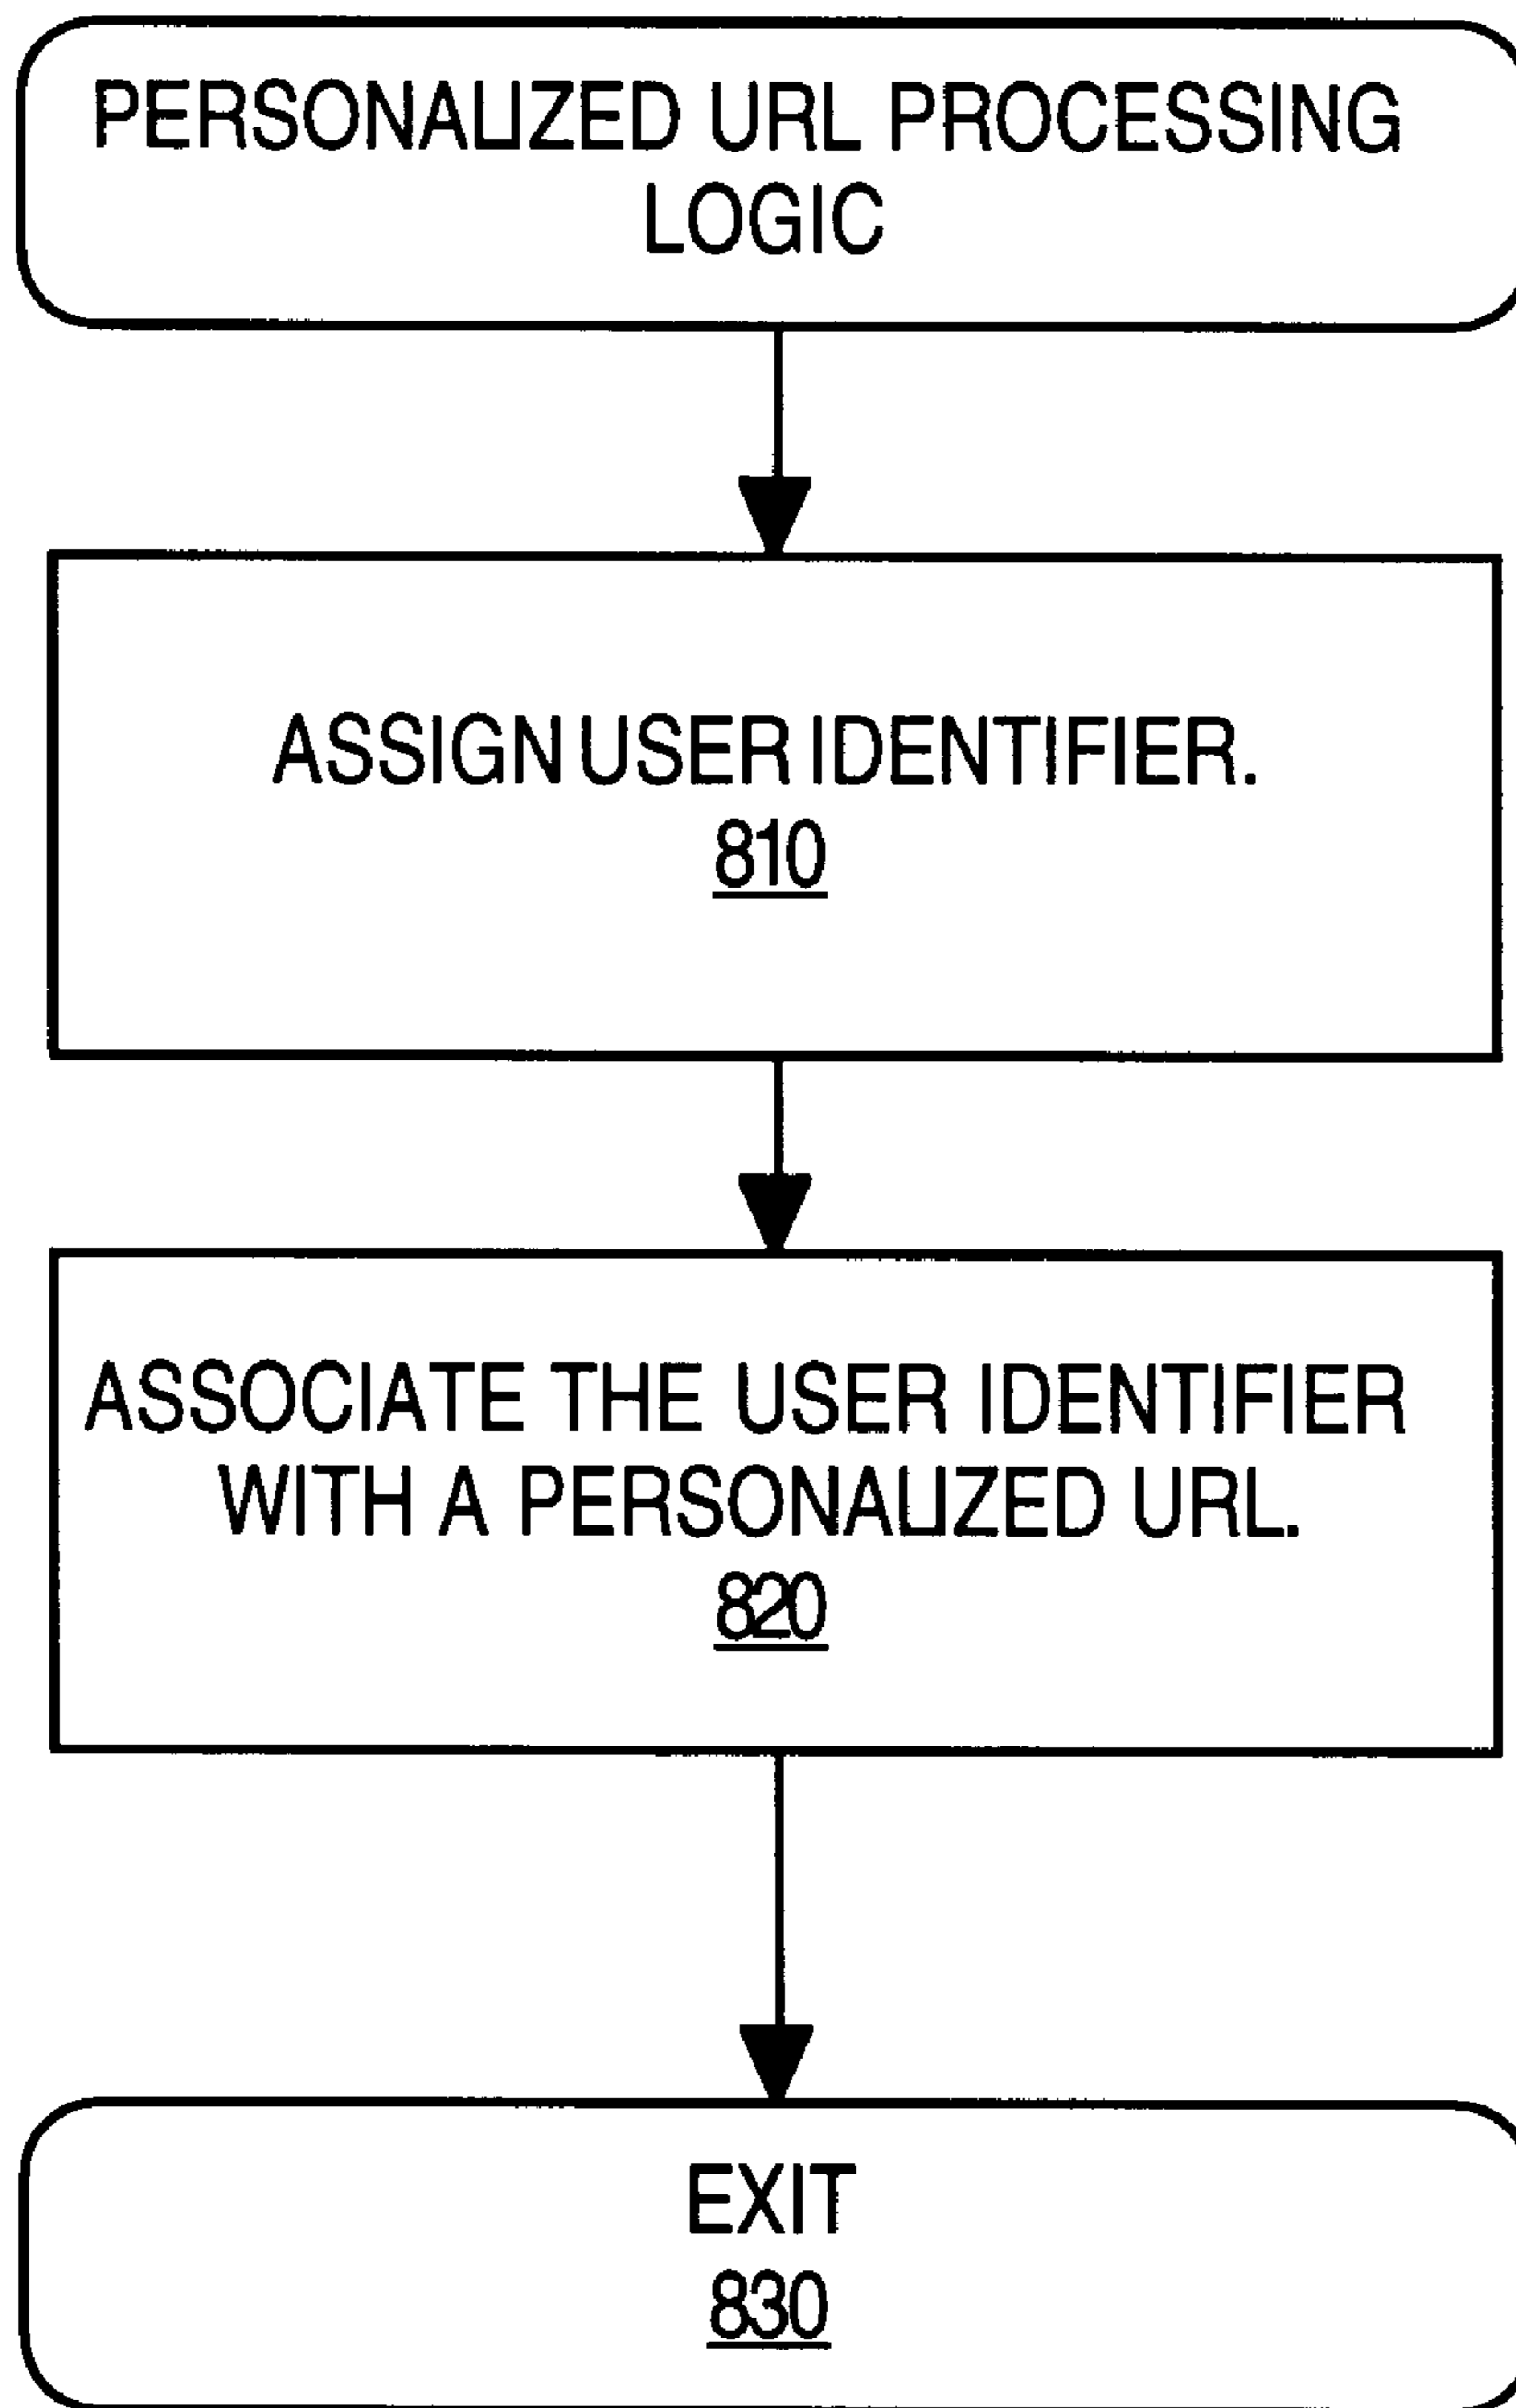 PERSONALIZED URL PROCESSING
LOGIC
ASSIGN USER IDENTIFIER.
810
ASSOCIATE THE USER IDENTIFIER
WITH A PERSONALIZED URL.
820
EXIT
830